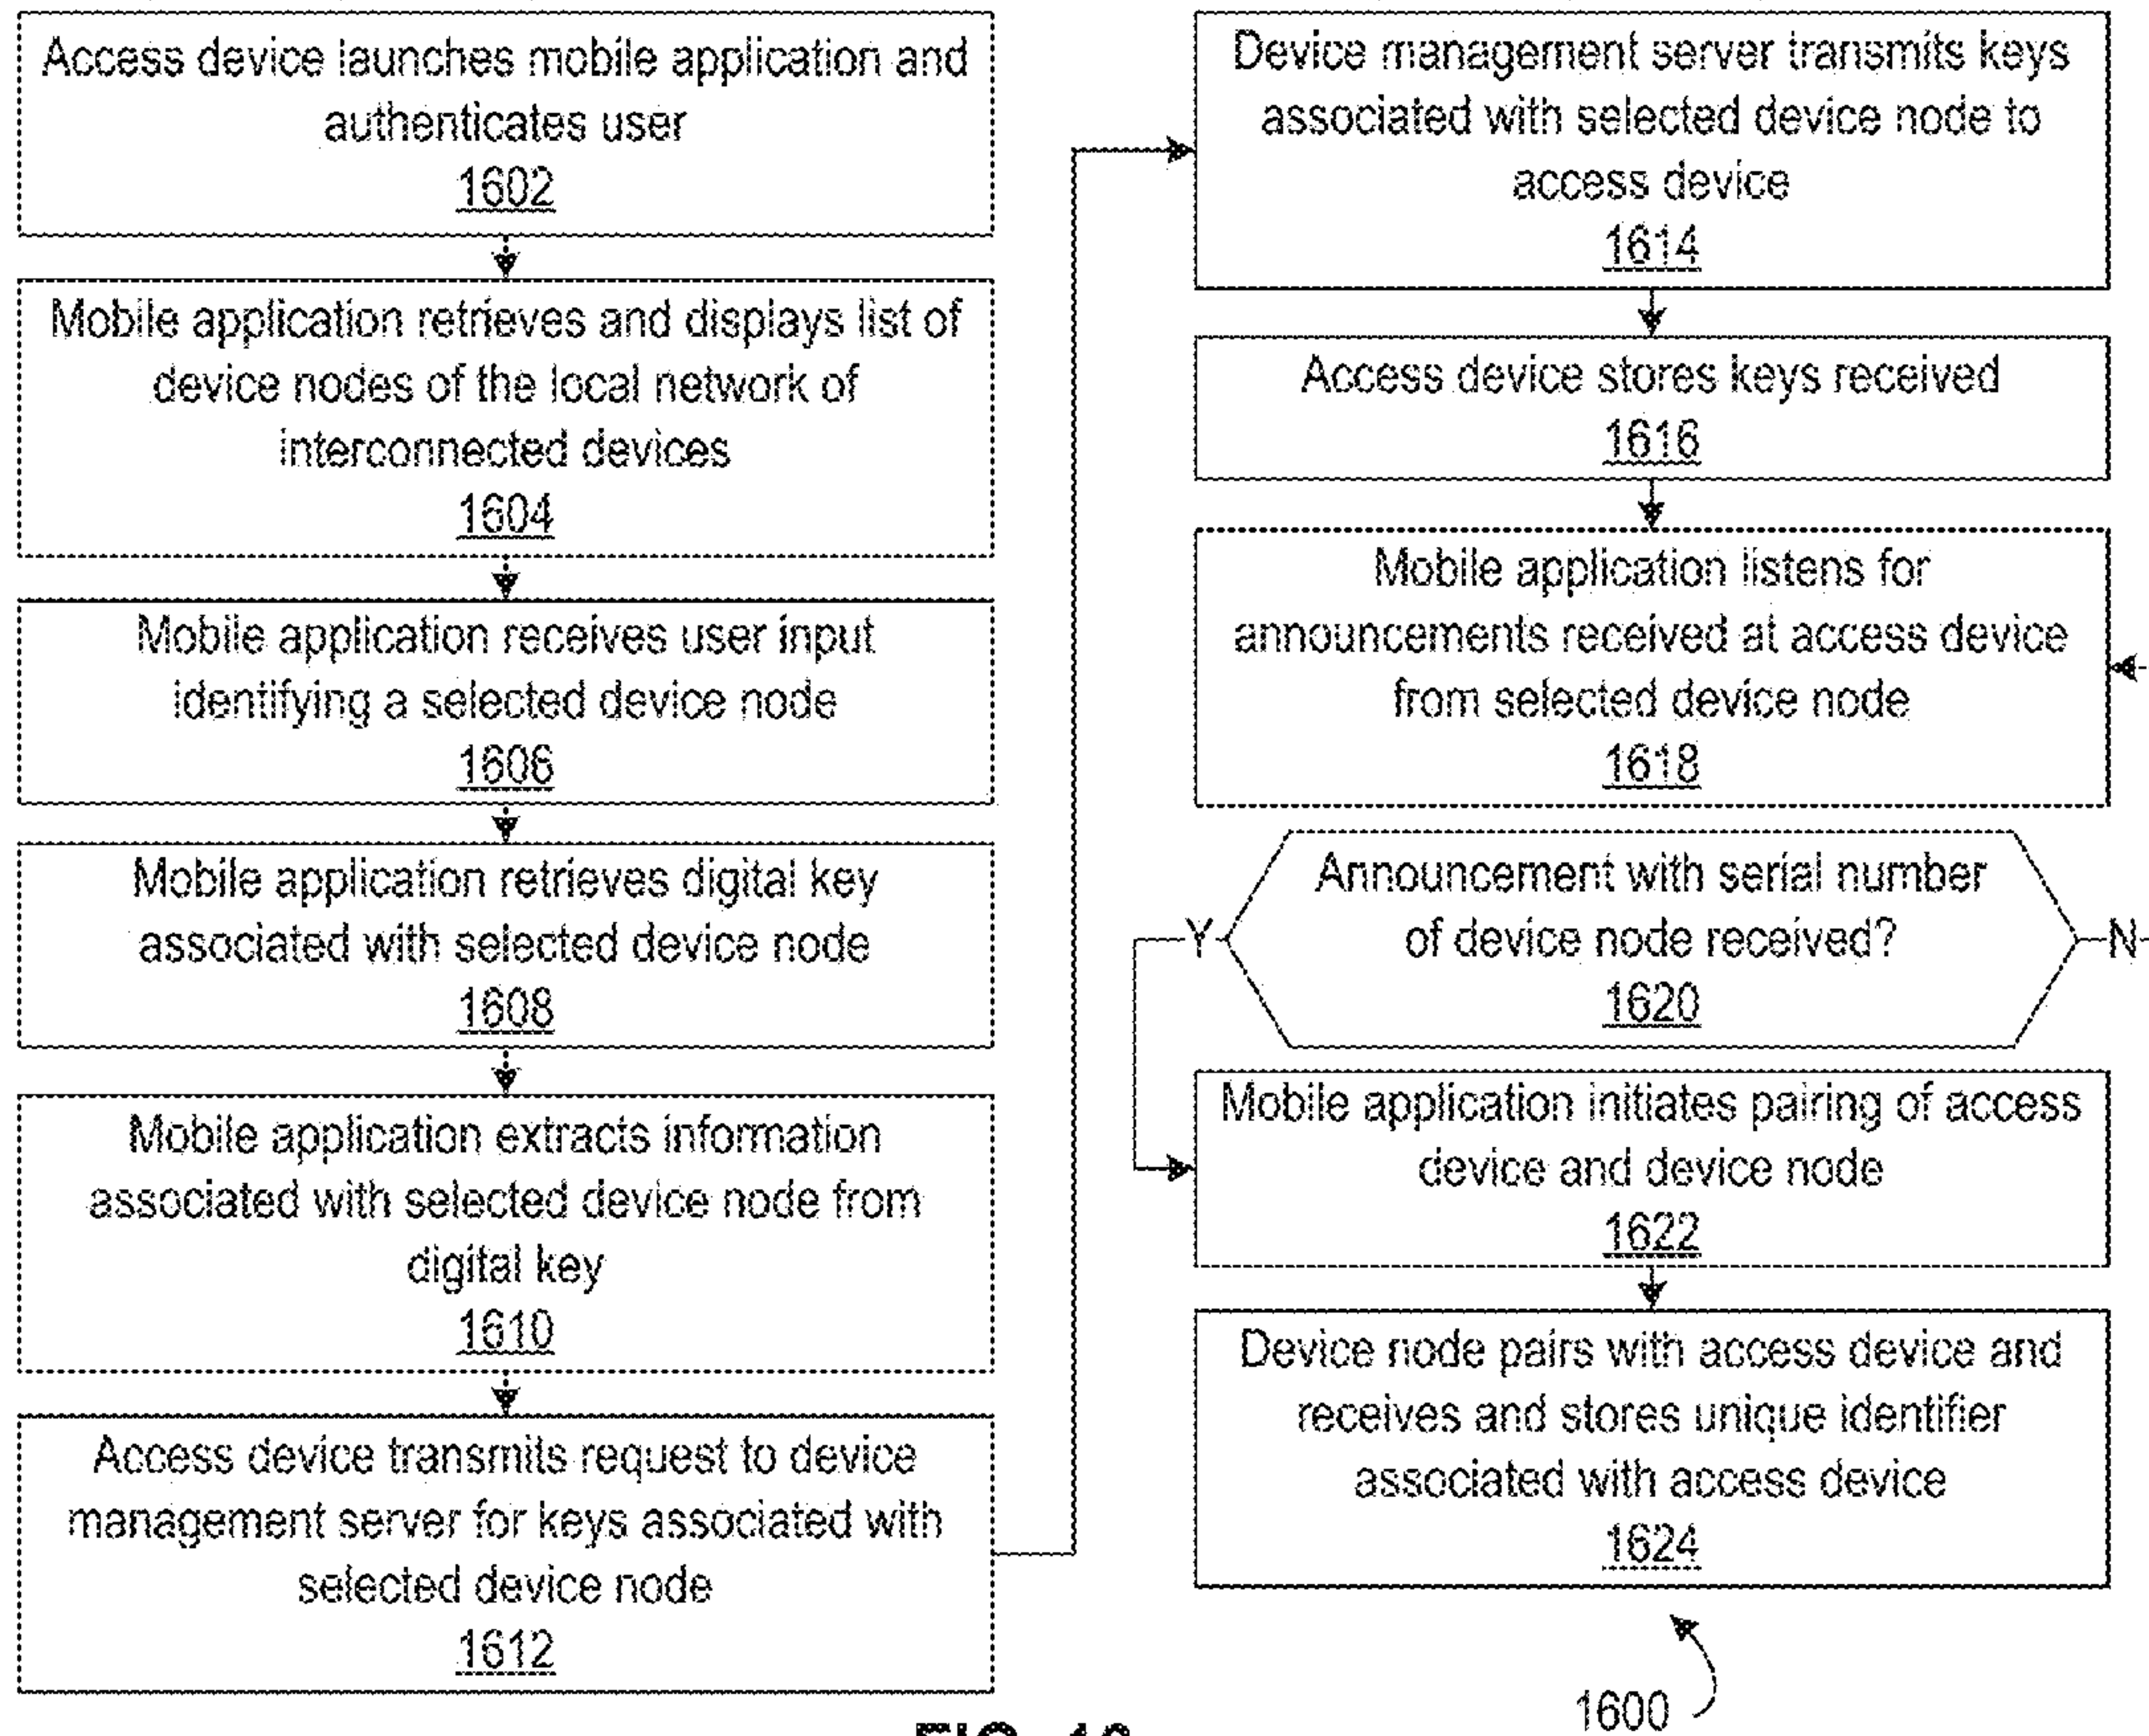 Access device launches mobile application and
authenticates user
1602
Mobile application retrieves and displays list of
device nodes of the local network of
interconnected devices
1604
Mobile application receives user input
identifying a selected device node
1606
Mobile application retrieves digital key
associated with selected device node
1608
Mobile application extracts information
associated with selected device node from
digital key
1610
Access device transmits request to device
management server for keys associated with
selected device node
1612
Device management server transmits keys
associated with selected device node to
access device
1614
Access device stores keys received
1616
Mobile application listens for
announcements received at access device
from selected device node
1618
Announcement with serial number
of device node received?
1620
Y
N
Mobile application initiates pairing of access
device and device node
1622
Device node pairs with access device and
receives and stores unique identifier
associated with access device
1624
1600